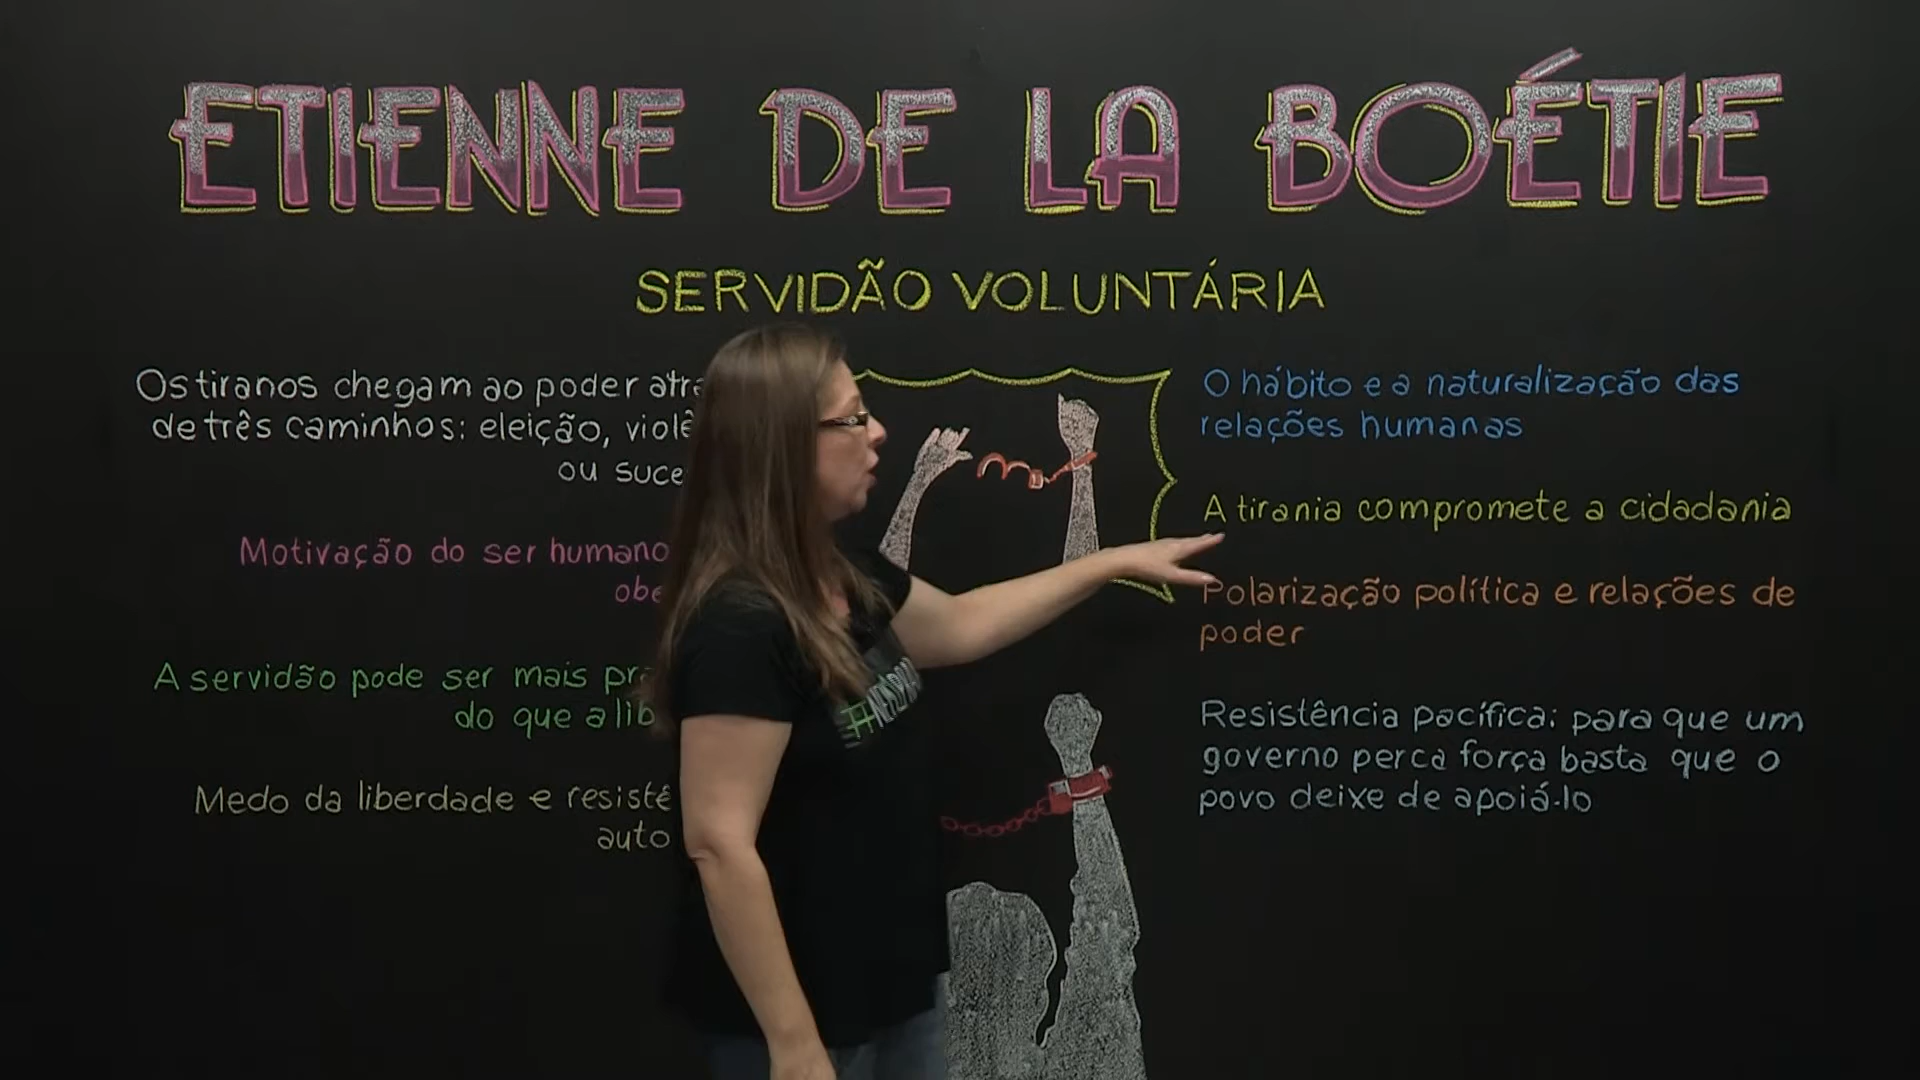 ETIENNE DE LA BOÉTIE
SERVIDÃO VOLUNTÁRIA
Os tiranos chegam ao poder
de três caminhos: eleição,
ou
Motivação do ser humano
A servidão pode ser mais
do que a
Medo da liberdade e
O hábito e a naturalização das
relações humanas
A tirania compromete a cidadania
Polarização política e relações de
poder
Resistência pacífica: para que um
governo perca força basta que o
povo deixe de apoiá-lo